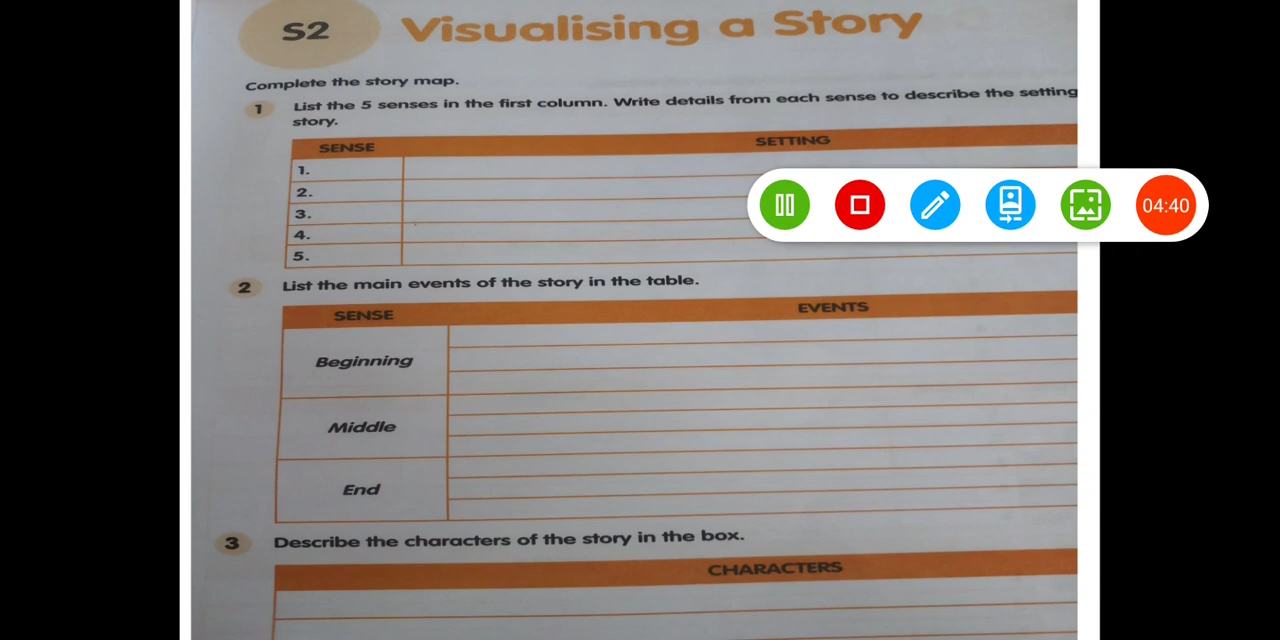 S2
Visualising a Story
Complete the story map.
1 List the 5 senses in the first column. Write details from each sense to describe the setting
story.
SENSE SETTING
1.
2.
3.
4.
5.
04:40
2 List the main events of the story in the table.
SENSE EVENTS
Beginning
Middle
End
3 Describe the characters of the story in the box.
CHARACTERS